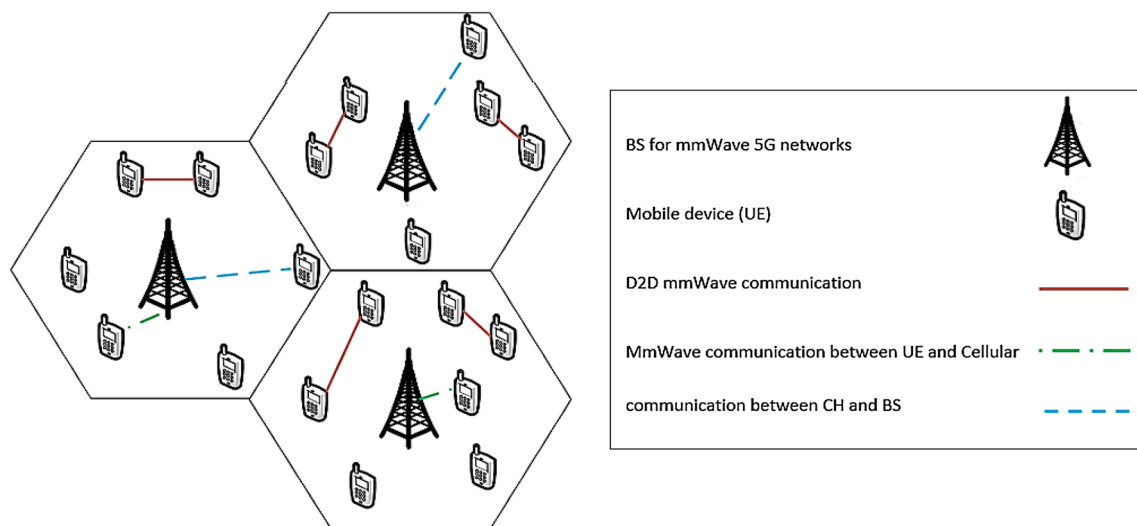 BS for mmWave 5G networks
Mobile device (UE)
D2D mmWave communication
MmWave communication between UE and Cellular
communication between CH and BS